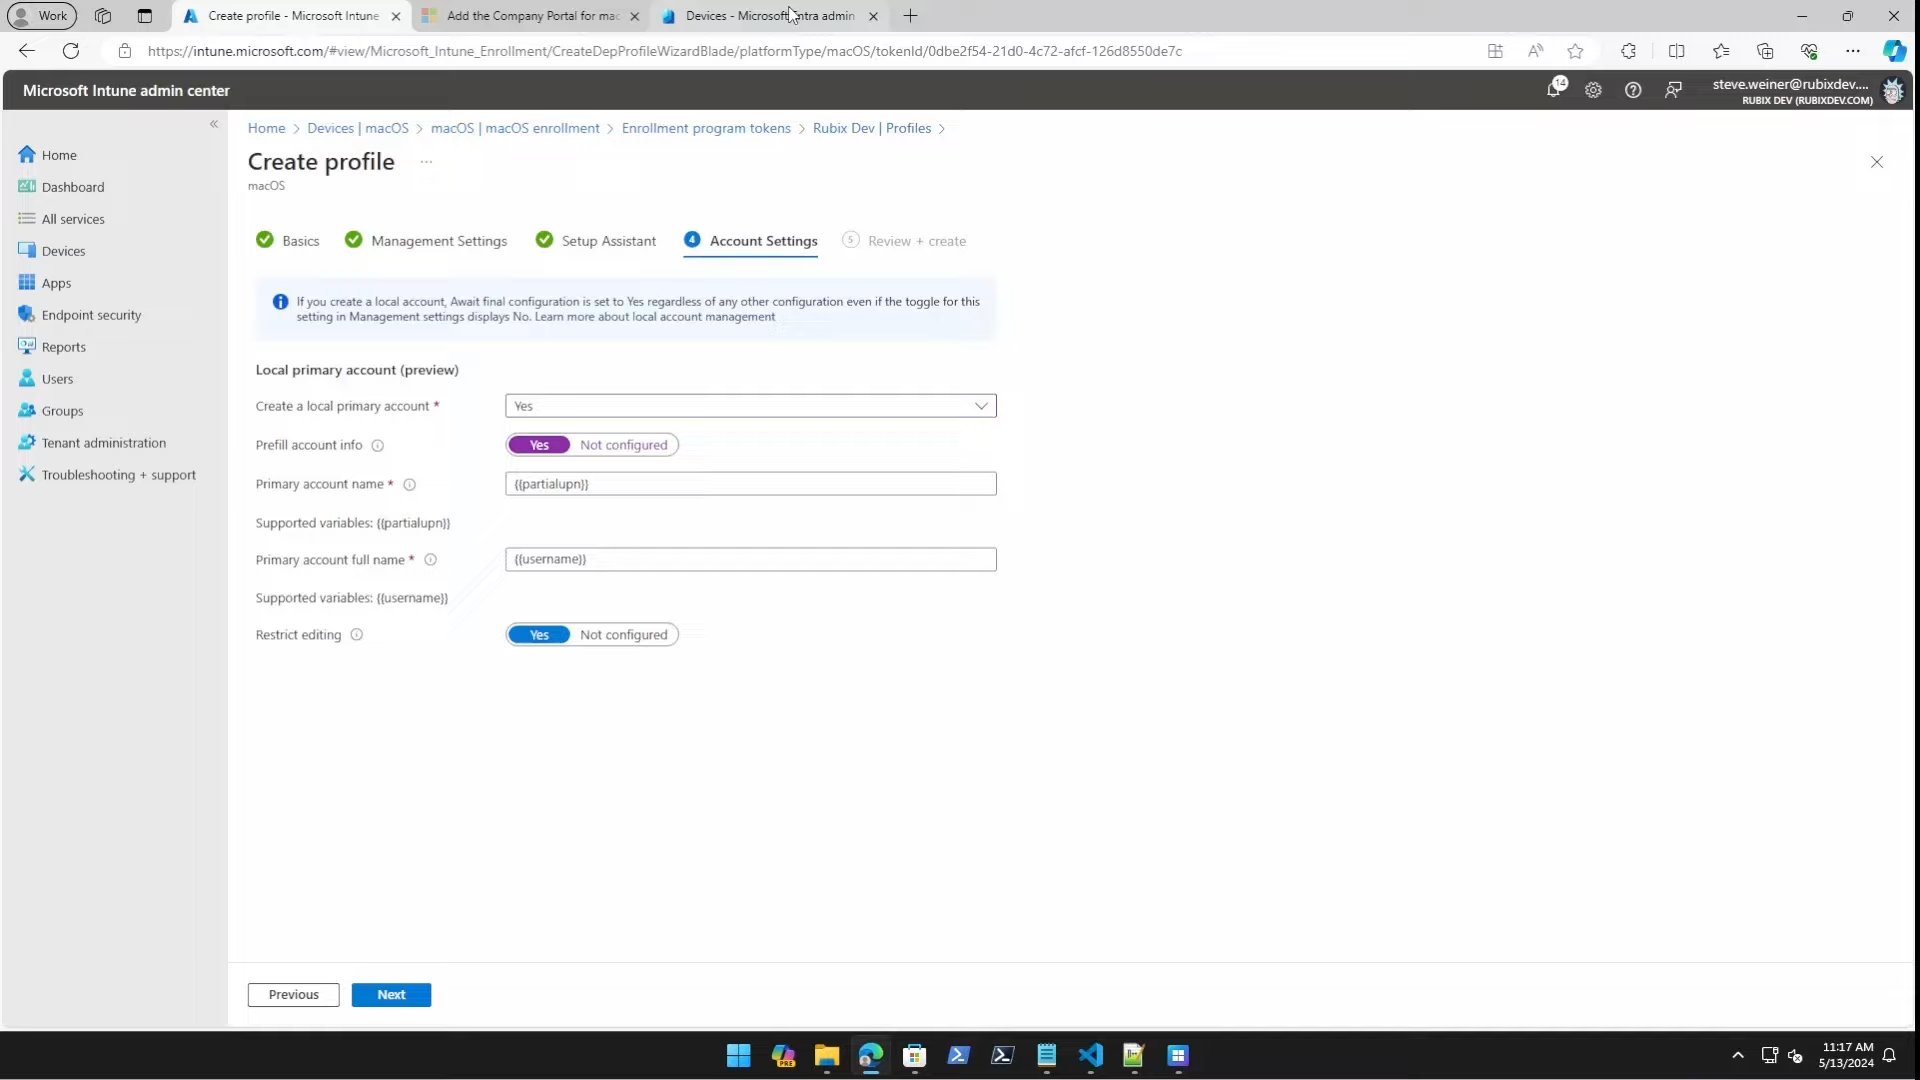 Work
Create profile - Microsoft Intune
Add the Company Portal for mac
Devices - Microsoft Entra admin
https://intune.microsoft.com/#view/Microsoft_Intune_Enrollment/CreateDepProfileWizardBlade/platformType/macOS/tokenId/0dbe2f54-21d0-4c72-afcf-126d8550de7c
Microsoft Intune admin center
14
steve.weiner@rubixdev....
RUBIX DEV (RUBIXDEV.COM)
Home
Dashboard
All services
Devices
Apps
Endpoint security
Reports
Users
Groups
Tenant administration
Troubleshooting + support
Home > Devices | macOS > macOS | macOS enrollment > Enrollment program tokens > Rubix Dev | Profiles >
Create profile ...
macOS
Basics
Management Settings
Setup Assistant
4 Account Settings
5 Review + create
If you create a local account, Await final configuration is set to Yes regardless of any other configuration even if the toggle for this
setting in Management settings displays No. Learn more about local account management
Local primary account (preview)
Create a local primary account * Yes
Prefill account info Yes Not configured
Primary account name * {{partialupn}}
Supported variables: {{partialupn}}
Primary account full name * {{username}}
Supported variables: {{username}}
Restrict editing Yes Not configured
Previous Next
PRE
11:17 AM
5/13/2024